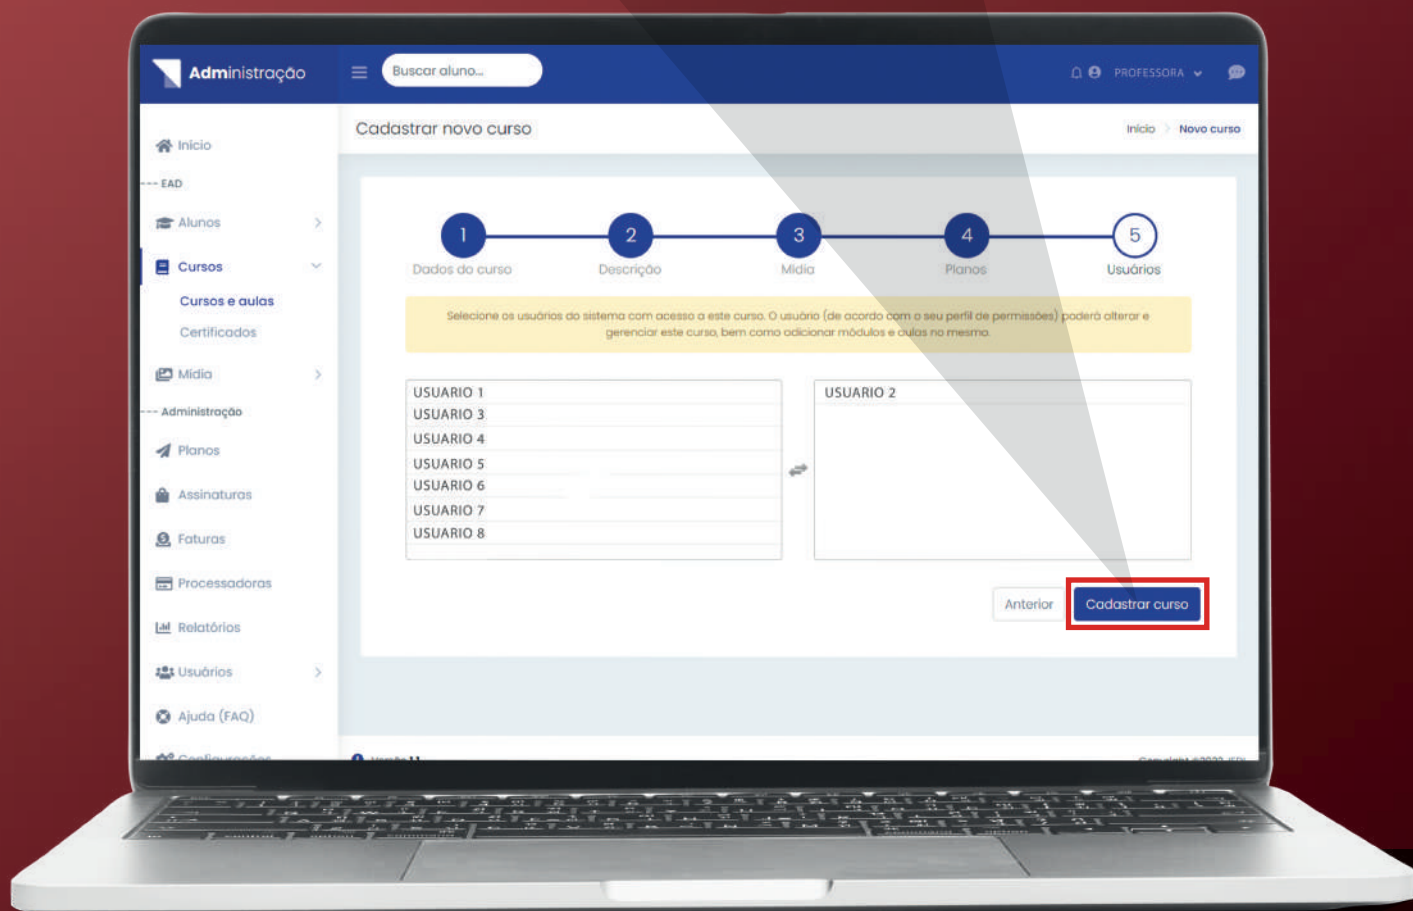 Administração
Buscar aluno...
PROFESSORA
Início
--- EAD
Alunos
Cursos
Cursos e aulas
Certificados
Mídia
--- Administração
Planos
Assinaturas
Faturas
Processadoras
Relatórios
Usuários
Ajuda (FAQ)
Configurações
Cadastrar novo curso
Início > Novo curso
1
2
3
4
5
Dados do curso
Descrição
Mídia
Planos
Usuários
Selecione os usuários do sistema com acesso a este curso. O usuário (de acordo com o seu perfil de permissões) poderá alterar e
gerenciar este curso, bem como adicionar módulos e aulas no mesmo.
USUARIO 1
USUARIO 3
USUARIO 4
USUARIO 5
USUARIO 6
USUARIO 7
USUARIO 8
USUARIO 2
Anterior
Cadastrar curso